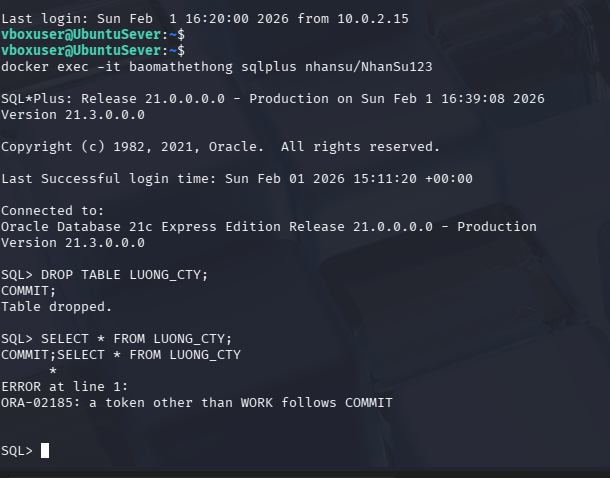 Last login: Sun Feb  1 16:20:00 2026 from 10.0.2.15
vboxuser@UbuntuSever:~$
vboxuser@UbuntuSever:~$
docker exec -it baomathethong sqlplus nhansu/NhanSu123
SQL*Plus: Release 21.0.0.0.0 - Production on Sun Feb 1 16:39:08 2026
Version 21.3.0.0.0
Copyright (c) 1982, 2021, Oracle.  All rights reserved.
Last Successful login time: Sun Feb 01 2026 15:11:20 +00:00
Connected to:
Oracle Database 21c Express Edition Release 21.0.0.0.0 - Production
Version 21.3.0.0.0
SQL> DROP TABLE LUONG_CTY;
COMMIT;
Table dropped.
SQL> SELECT * FROM LUONG_CTY;
COMMIT;SELECT * FROM LUONG_CTY
      *
ERROR at line 1:
ORA-02185: a token other than WORK follows COMMIT
SQL>